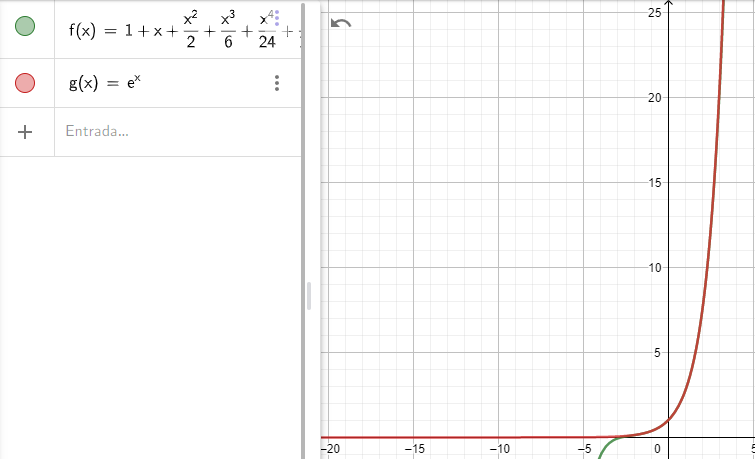 f(x) = 1 + x + x²/2 + x³/6 + x⁴/24 +
g(x) = eˣ
Entrada...
25
20
15
10
5
−20 −15 −10 −5 0 5